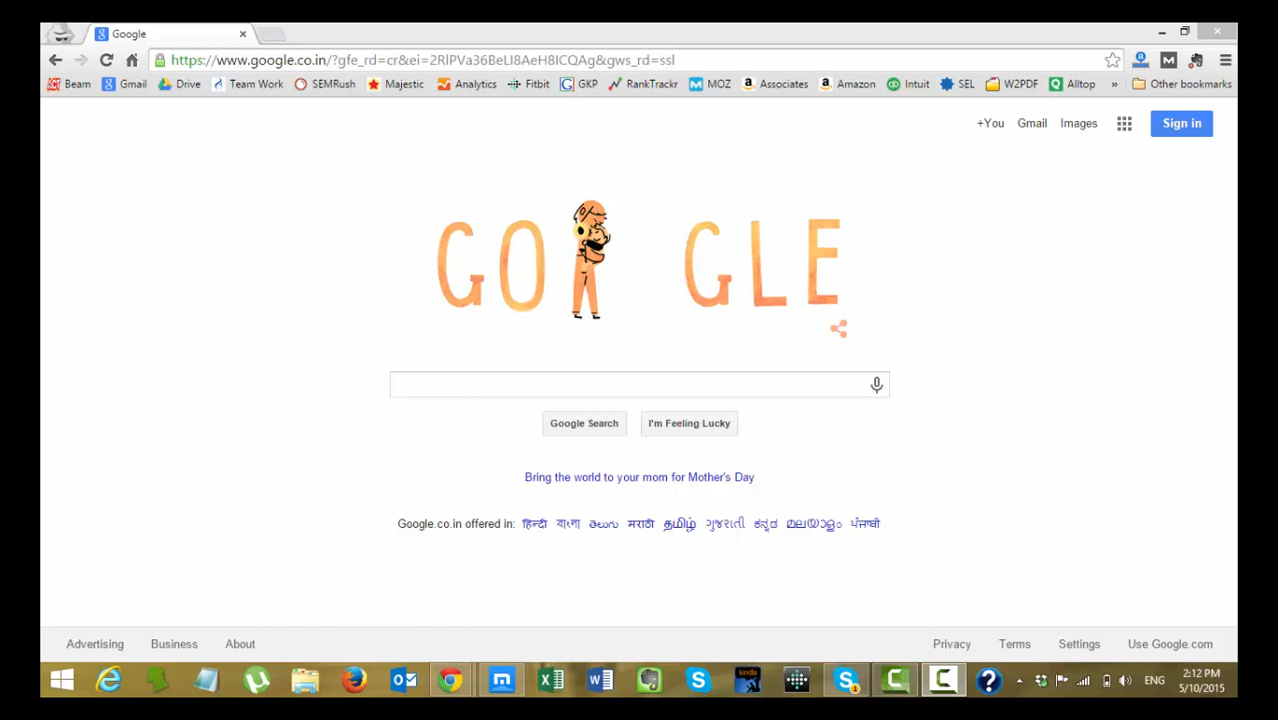 Google
https://www.google.co.in/?gfe_rd=cr&ei=2RlPVa36BeLI8AeH8ICQAg&gws_rd=ssl
Beam Gmail Drive Team Work SEMRush Majestic Analytics Fitbit GKP RankTrackr MOZ Associates Amazon Intuit SEL W2PDF Alltop » Other bookmarks
+You Gmail Images Sign in
GO GLE
Google Search I'm Feeling Lucky
Bring the world to your mom for Mother's Day
Google.co.in offered in: हिन्दी বাংলা తెలుగు मराठी தமிழ் ગુજરાતી ಕನ್ನಡ മലയാളം ਪੰਜਾਬੀ
Advertising Business About Privacy Terms Settings Use Google.com
2:12 PM
ENG
5/10/2015